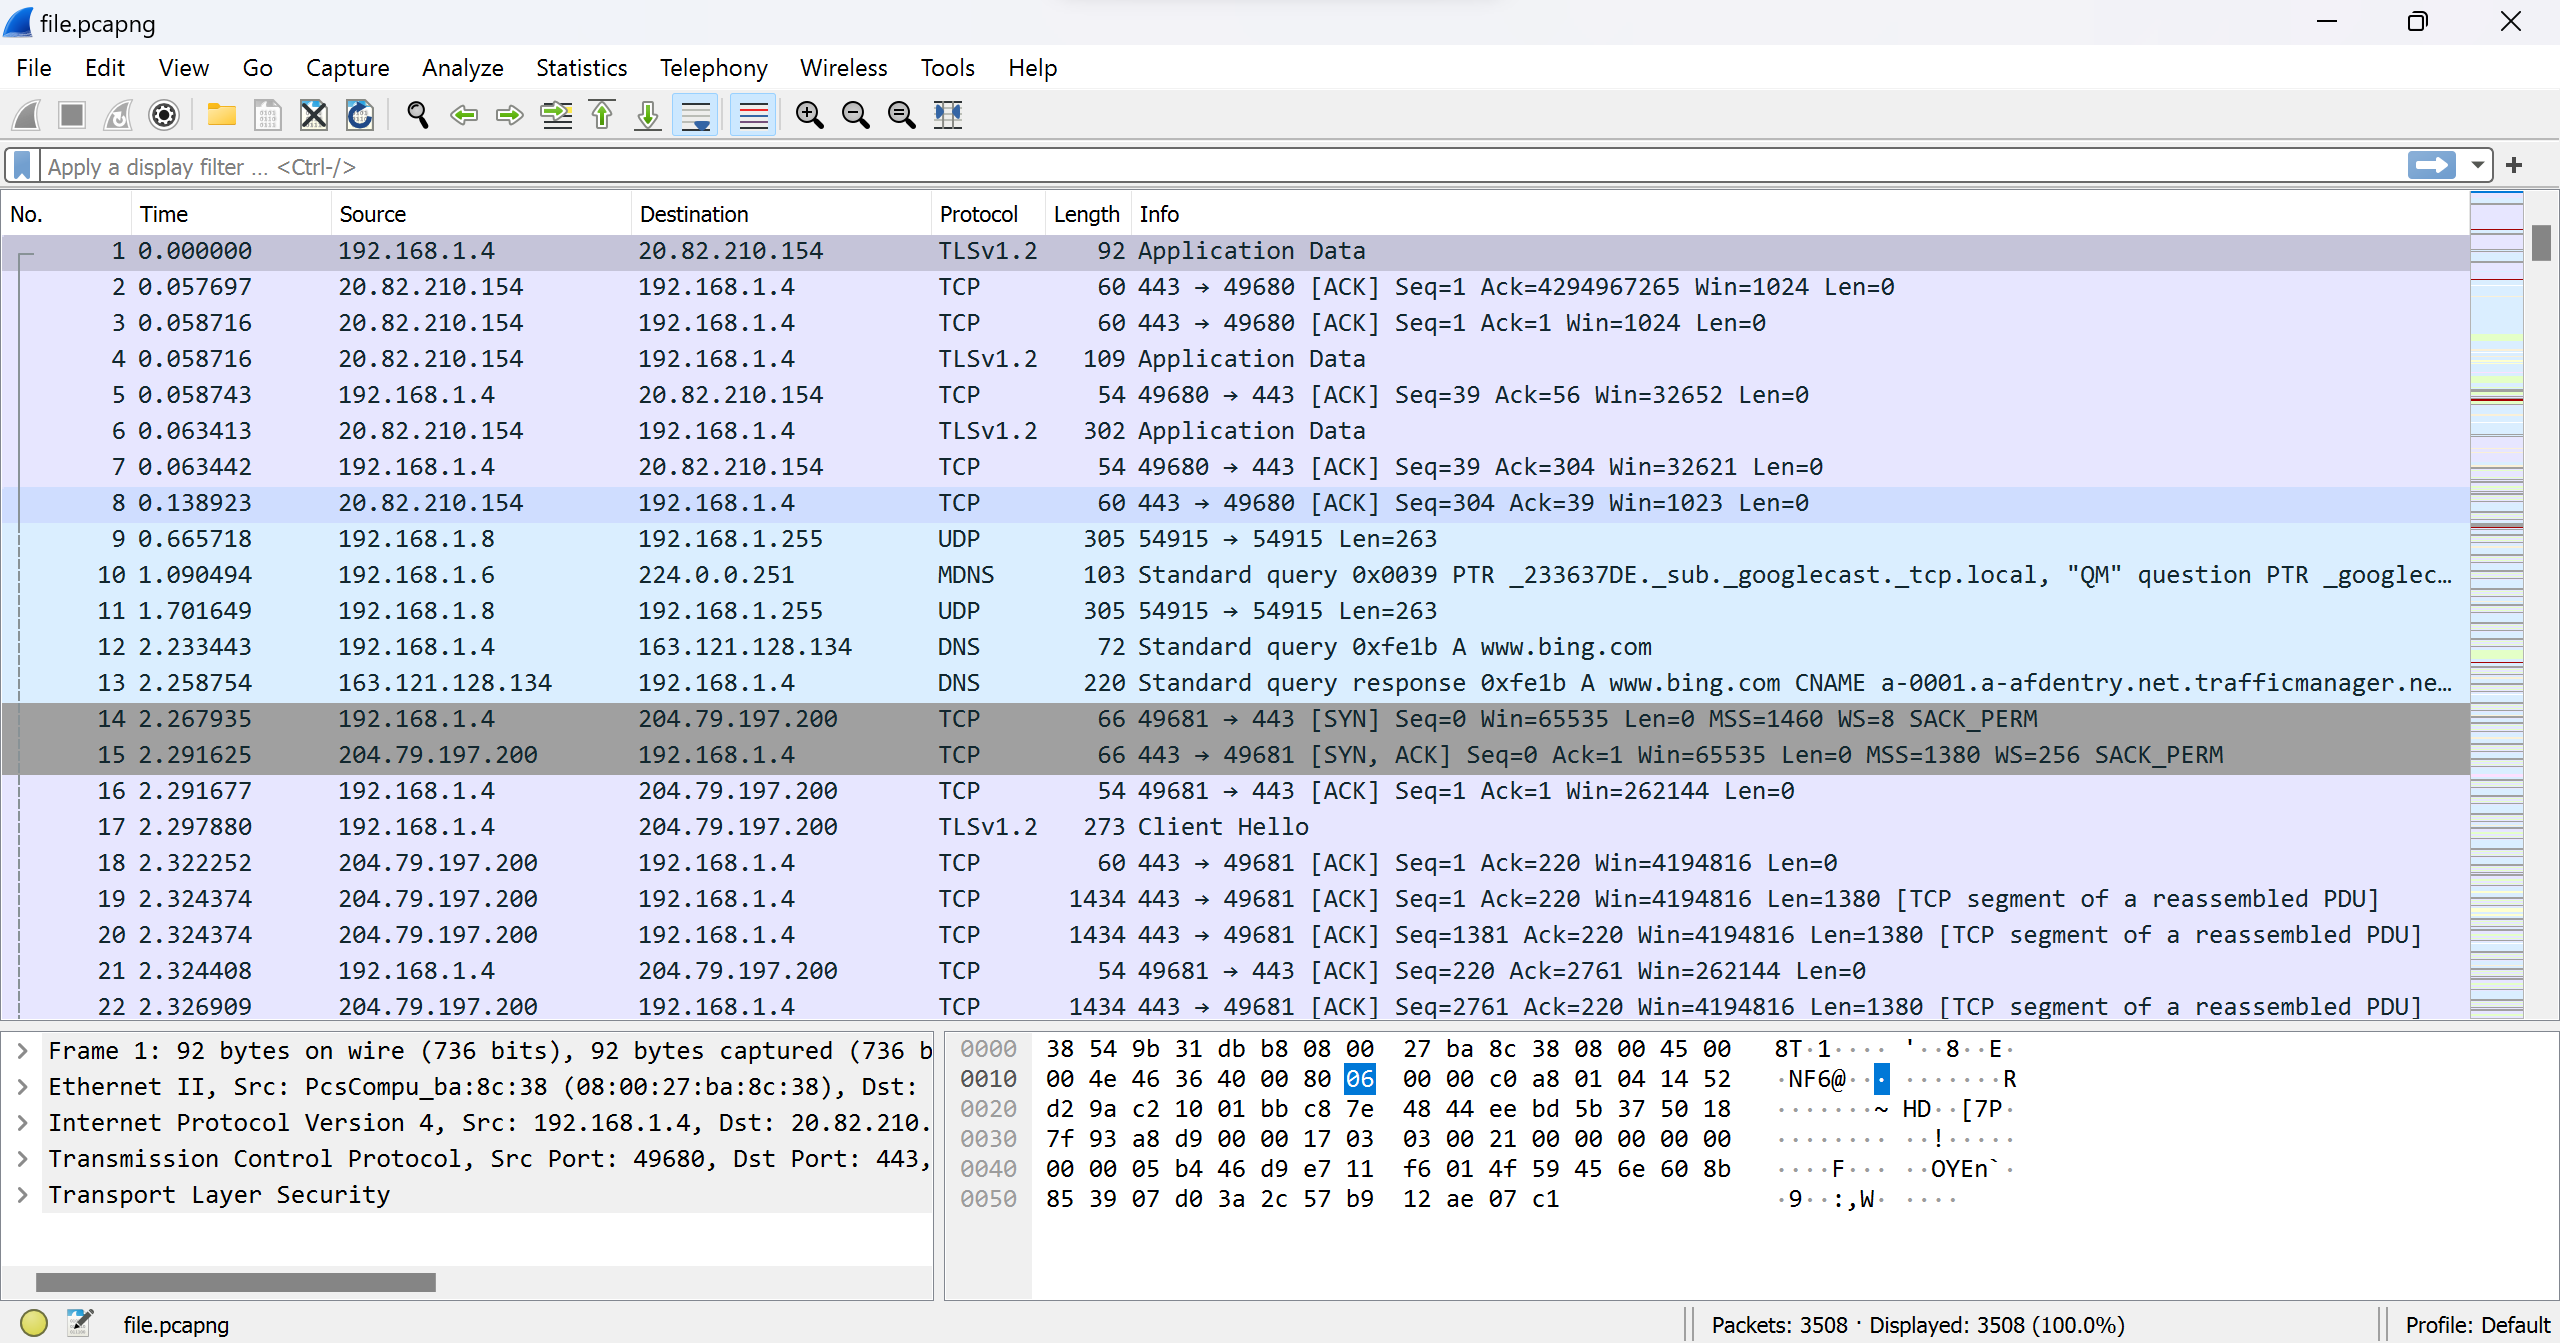 file.pcapng
File Edit View Go Capture Analyze Statistics Telephony Wireless Tools Help
Apply a display filter … <Ctrl-/>
No. Time Source Destination Protocol Length Info
1 0.000000 192.168.1.4 20.82.210.154 TLSv1.2 92 Application Data
2 0.057697 20.82.210.154 192.168.1.4 TCP 60 443 → 49680 [ACK] Seq=1 Ack=4294967265 Win=1024 Len=0
3 0.058716 20.82.210.154 192.168.1.4 TCP 60 443 → 49680 [ACK] Seq=1 Ack=1 Win=1024 Len=0
4 0.058716 20.82.210.154 192.168.1.4 TLSv1.2 109 Application Data
5 0.058743 192.168.1.4 20.82.210.154 TCP 54 49680 → 443 [ACK] Seq=39 Ack=56 Win=32652 Len=0
6 0.063413 20.82.210.154 192.168.1.4 TLSv1.2 302 Application Data
7 0.063442 192.168.1.4 20.82.210.154 TCP 54 49680 → 443 [ACK] Seq=39 Ack=304 Win=32621 Len=0
8 0.138923 20.82.210.154 192.168.1.4 TCP 60 443 → 49680 [ACK] Seq=304 Ack=39 Win=1023 Len=0
9 0.665718 192.168.1.8 192.168.1.255 UDP 305 54915 → 54915 Len=263
10 1.090494 192.168.1.6 224.0.0.251 MDNS 103 Standard query 0x0039 PTR _233637DE._sub._googlecast._tcp.local, "QM" question PTR _googlec…
11 1.701649 192.168.1.8 192.168.1.255 UDP 305 54915 → 54915 Len=263
12 2.233443 192.168.1.4 163.121.128.134 DNS 72 Standard query 0xfe1b A www.bing.com
13 2.258754 163.121.128.134 192.168.1.4 DNS 220 Standard query response 0xfe1b A www.bing.com CNAME a-0001.a-afdentry.net.trafficmanager.ne…
14 2.267935 192.168.1.4 204.79.197.200 TCP 66 49681 → 443 [SYN] Seq=0 Win=65535 Len=0 MSS=1460 WS=8 SACK_PERM
15 2.291625 204.79.197.200 192.168.1.4 TCP 66 443 → 49681 [SYN, ACK] Seq=0 Ack=1 Win=65535 Len=0 MSS=1380 WS=256 SACK_PERM
16 2.291677 192.168.1.4 204.79.197.200 TCP 54 49681 → 443 [ACK] Seq=1 Ack=1 Win=262144 Len=0
17 2.297880 192.168.1.4 204.79.197.200 TLSv1.2 273 Client Hello
18 2.322252 204.79.197.200 192.168.1.4 TCP 60 443 → 49681 [ACK] Seq=1 Ack=220 Win=4194816 Len=0
19 2.324374 204.79.197.200 192.168.1.4 TCP 1434 443 → 49681 [ACK] Seq=1 Ack=220 Win=4194816 Len=1380 [TCP segment of a reassembled PDU]
20 2.324374 204.79.197.200 192.168.1.4 TCP 1434 443 → 49681 [ACK] Seq=1381 Ack=220 Win=4194816 Len=1380 [TCP segment of a reassembled PDU]
21 2.324408 192.168.1.4 204.79.197.200 TCP 54 49681 → 443 [ACK] Seq=220 Ack=2761 Win=262144 Len=0
22 2.326909 204.79.197.200 192.168.1.4 TCP 1434 443 → 49681 [ACK] Seq=2761 Ack=220 Win=4194816 Len=1380 [TCP segment of a reassembled PDU]
Frame 1: 92 bytes on wire (736 bits), 92 bytes captured (736 b
Ethernet II, Src: PcsCompu_ba:8c:38 (08:00:27:ba:8c:38), Dst:
Internet Protocol Version 4, Src: 192.168.1.4, Dst: 20.82.210.
Transmission Control Protocol, Src Port: 49680, Dst Port: 443,
Transport Layer Security
0000 38 54 9b 31 db b8 08 00 27 ba 8c 38 08 00 45 00 8T·1···· '··8··E·
0010 00 4e 46 36 40 00 80 06 00 00 c0 a8 01 04 14 52 ·NF6@··· ·······R
0020 d2 9a c2 10 01 bb c8 7e 48 44 ee bd 5b 37 50 18 ·······~ HD··[7P·
0030 7f 93 a8 d9 00 00 17 03 03 00 21 00 00 00 00 00 ········ ··!·····
0040 00 00 05 b4 46 d9 e7 11 f6 01 4f 59 45 6e 60 8b ····F··· ··OYEn`·
0050 85 39 07 d0 3a 2c 57 b9 12 ae 07 c1 ·9··:,W· ····
file.pcapng
Packets: 3508 · Displayed: 3508 (100.0%)
Profile: Default